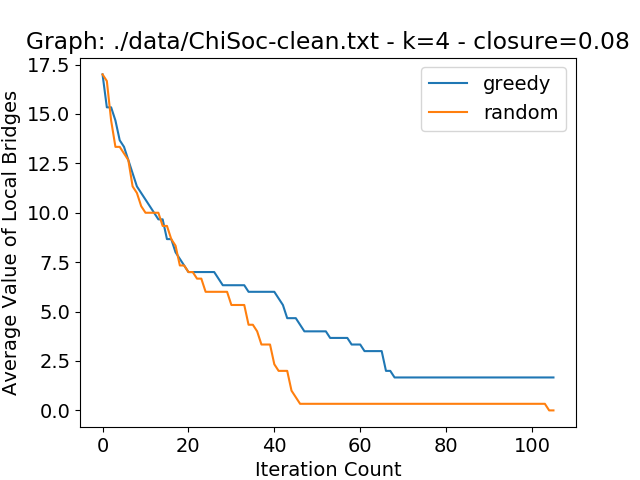 Graph: ./data/ChiSoc-clean.txt - k=4 - closure=0.08
17.5
15.0
12.5
10.0
7.5
5.0
2.5
0.0
Average Value of Local Bridges
greedy
random
0 20 40 60 80 100
Iteration Count